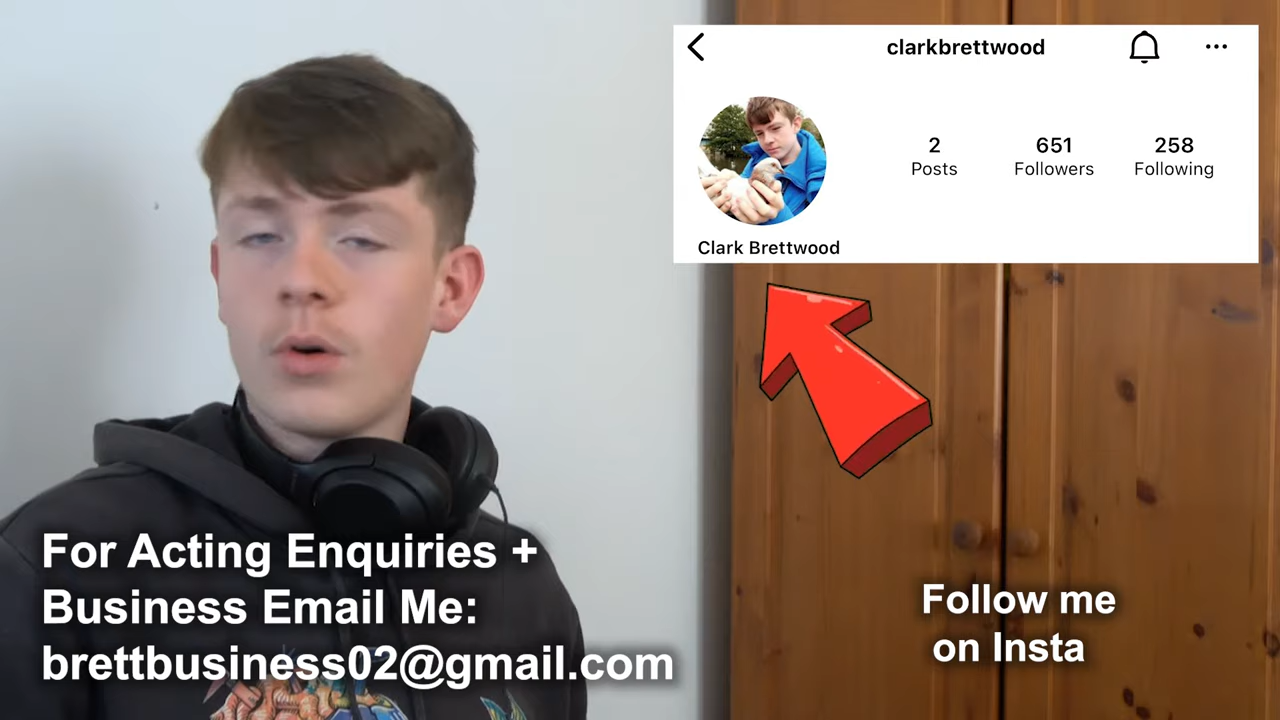 clarkbrettwood
2
Posts
651
Followers
258
Following
Clark Brettwood
For Acting Enquiries +
Business Email Me:
brettbusiness02@gmail.com
Follow me
on Insta